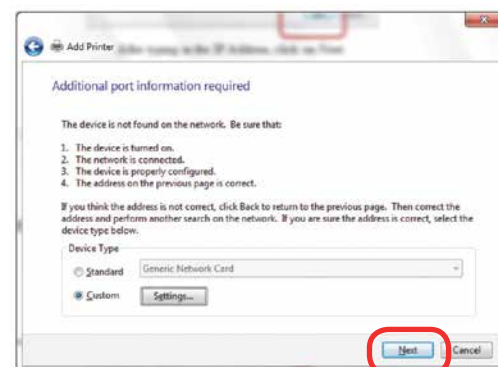 Add Printer
Additional port information required
The device is not found on the network. Be sure that:
1. The device is turned on.
2. The network is connected.
3. The device is properly configured.
4. The address on the previous page is correct.
If you think the address is not correct, click Back to return to the previous page. Then correct the
address and perform another search on the network. If you are sure the address is correct, select the
device type below.
Device Type
Standard Generic Network Card
Custom Settings...
Next Cancel